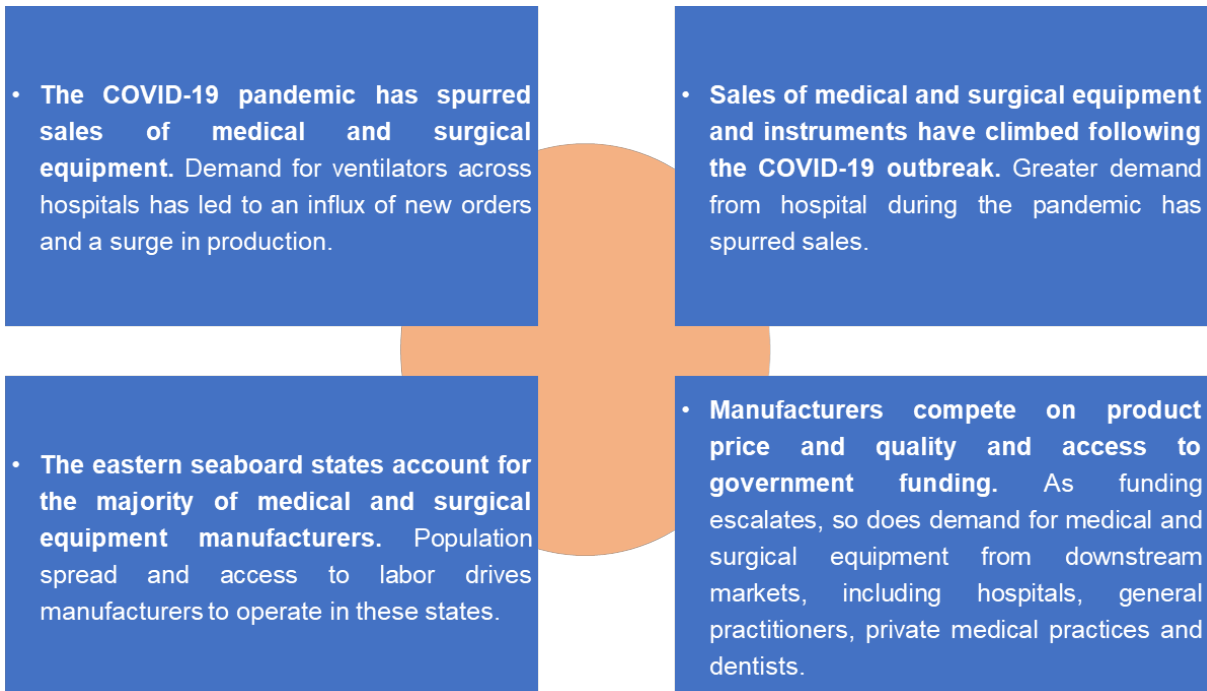 • The COVID-19 pandemic has spurred
sales of medical and surgical
equipment. Demand for ventilators across
hospitals has led to an influx of new orders
and a surge in production.
• Sales of medical and surgical equipment
and instruments have climbed following
the COVID-19 outbreak. Greater demand
from hospital during the pandemic has
spurred sales.
• The eastern seaboard states account for
the majority of medical and surgical
equipment manufacturers. Population
spread and access to labor drives
manufacturers to operate in these states.
• Manufacturers compete on product
price and quality and access to
government funding. As funding
escalates, so does demand for medical and
surgical equipment from downstream
markets, including hospitals, general
practitioners, private medical practices and
dentists.